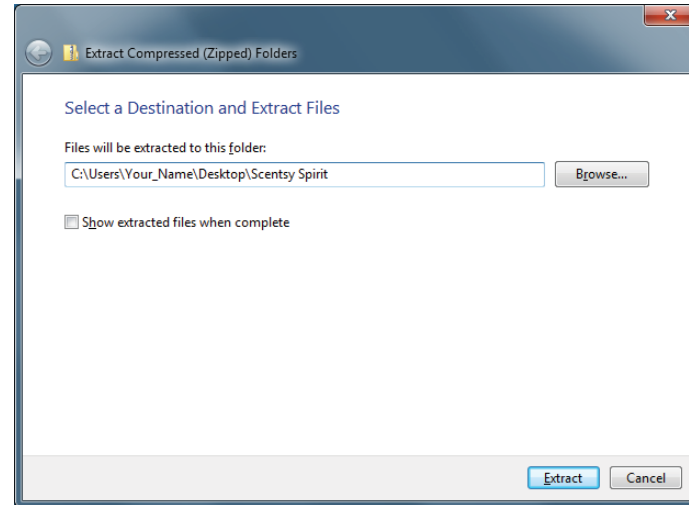 Extract Compressed (Zipped) Folders
Select a Destination and Extract Files
Files will be extracted to this folder:
C:\Users\Your_Name\Desktop\Scentsy Spirit
Browse...
Show extracted files when complete
Extract
Cancel